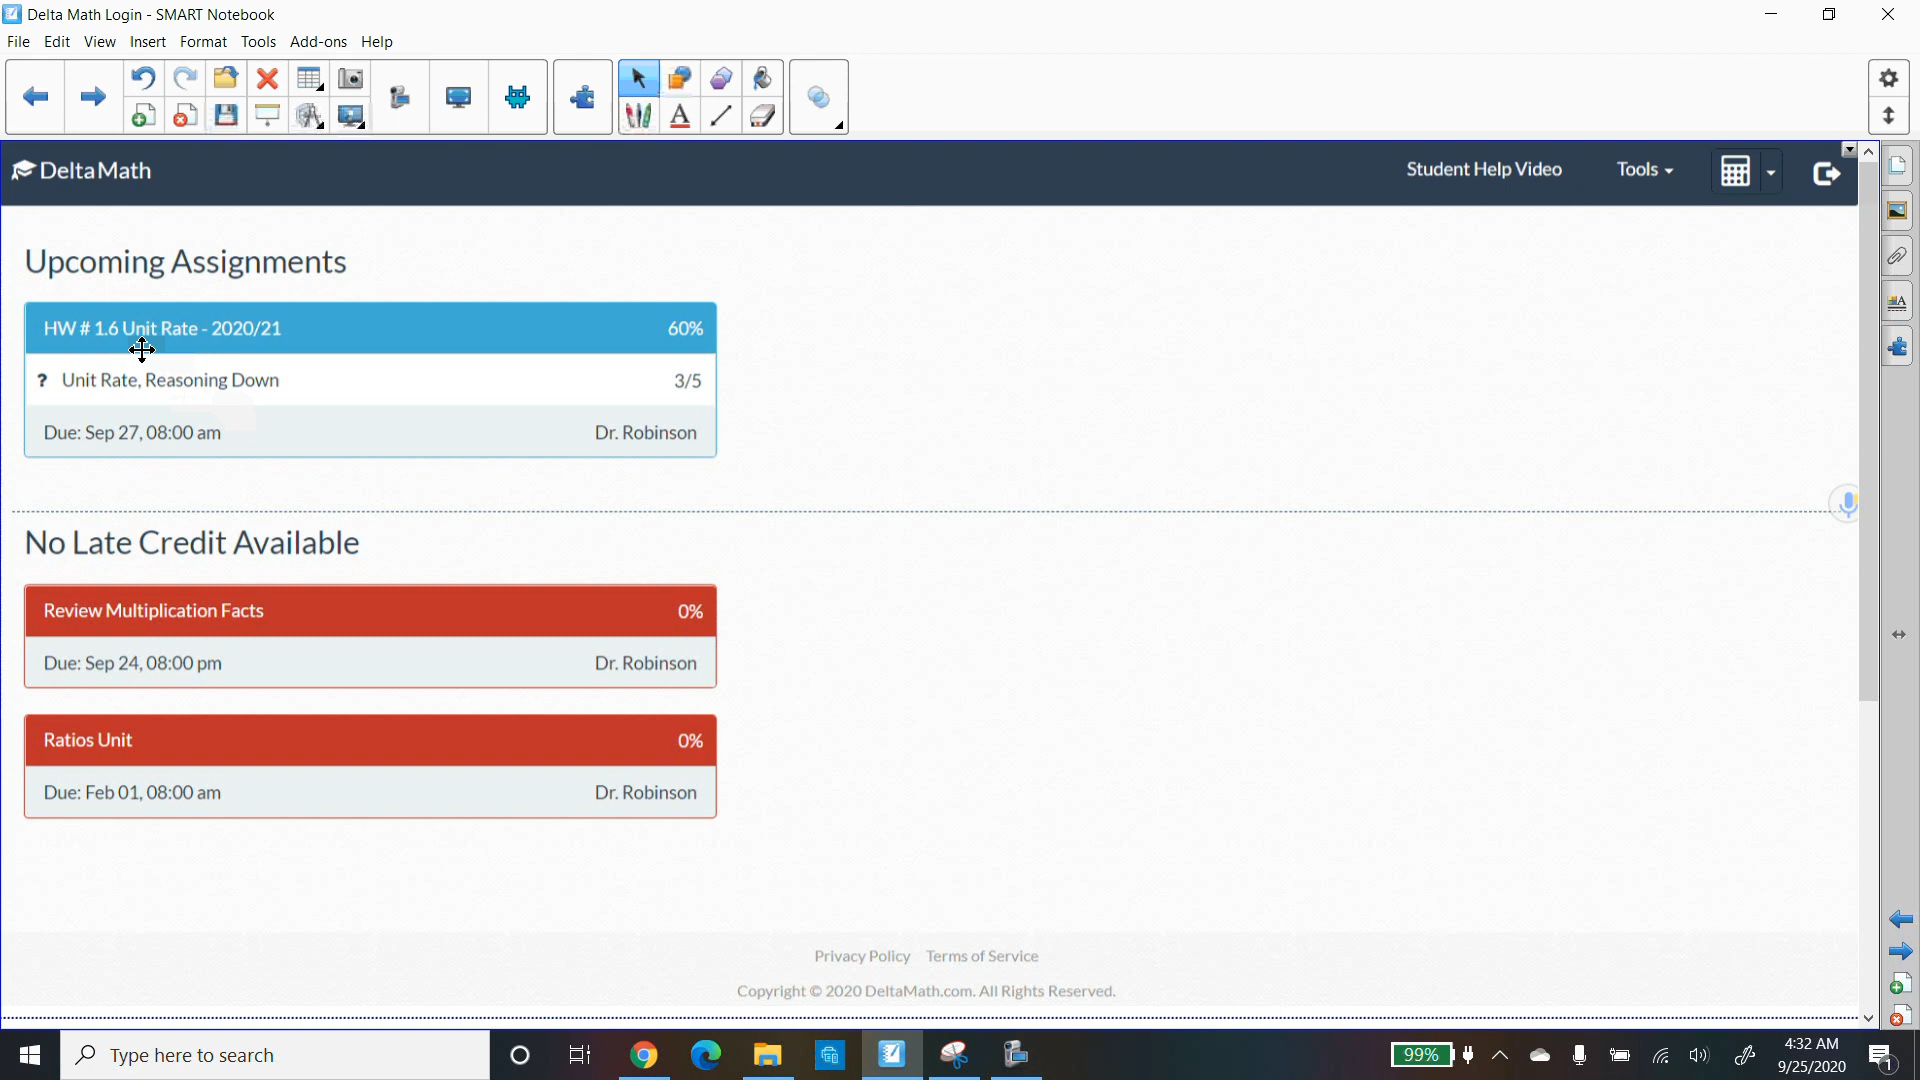 Delta Math Login - SMART Notebook
File Edit View Insert Format Tools Add-ons Help
A
A
DeltaMath
Student Help Video
Tools
Upcoming Assignments
HW # 1.6 Unit Rate - 2020/21 60%
? Unit Rate, Reasoning Down 3/5
Due: Sep 27, 08:00 am Dr. Robinson
No Late Credit Available
Review Multiplication Facts 0%
Due: Sep 24, 08:00 pm Dr. Robinson
Ratios Unit 0%
Due: Feb 01, 08:00 am Dr. Robinson
Privacy Policy Terms of Service
Copyright © 2020 DeltaMath.com. All Rights Reserved.
Type here to search
99%
4:32 AM
9/25/2020
1